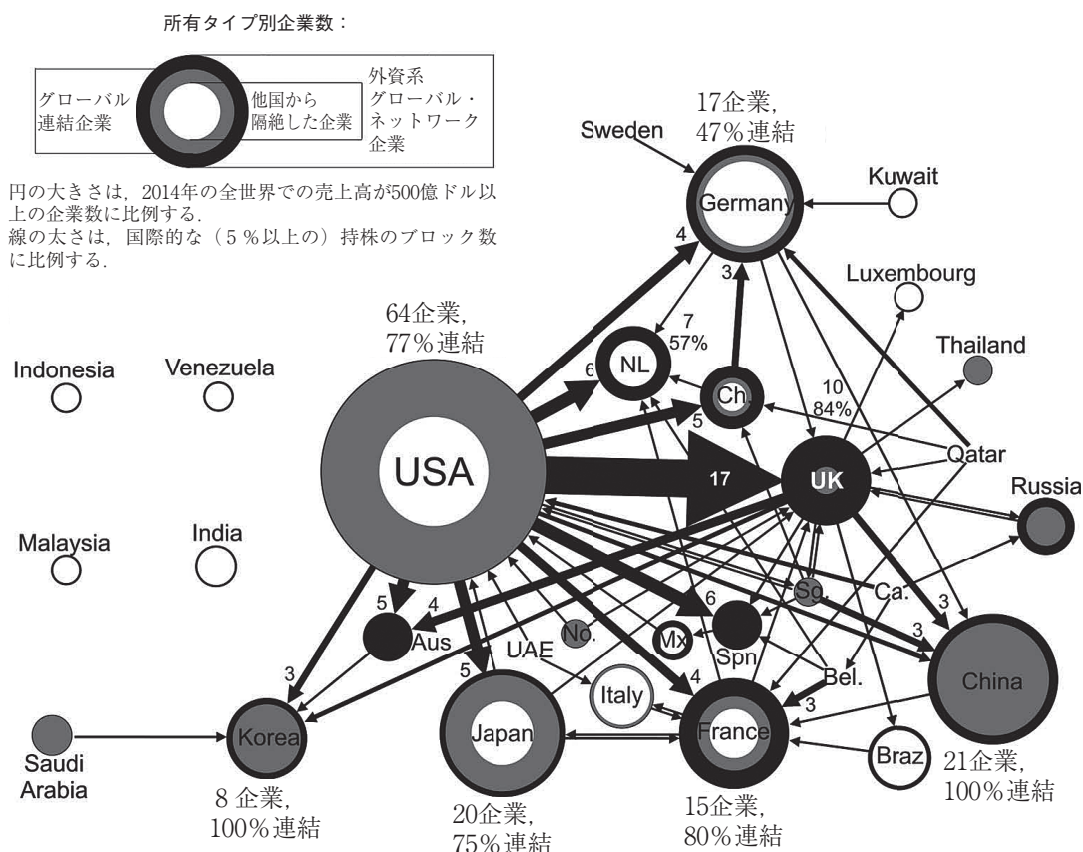 所有タイプ別企業数：
グローバル
連結企業
他国から
隔絶した企業
外資系
グローバル・
ネットワーク
企業
円の大きさは，2014年の全世界での売上高が500億ドル以
上の企業数に比例する．
線の太さは，国際的な（5％以上の）持株のブロック数
に比例する．
17企業，
47％連結
Sweden
Germany
Kuwait
4
3
Luxembourg
64企業，
77％連結
7
57%
NL
Thailand
Indonesia
Venezuela
6
Ch.
5
10
84%
USA
17
UK
Qatar
Russia
Malaysia
India
Sg.
Ca.
5
4
6
3
3
Aus
UAE
No.
Mx
Spn
Bel.
3
5
4
3
Italy
China
Korea
Japan
France
Braz
Saudi
Arabia
8企業，
100％連結
20企業，
75％連結
15企業，
80％連結
21企業，
100％連結